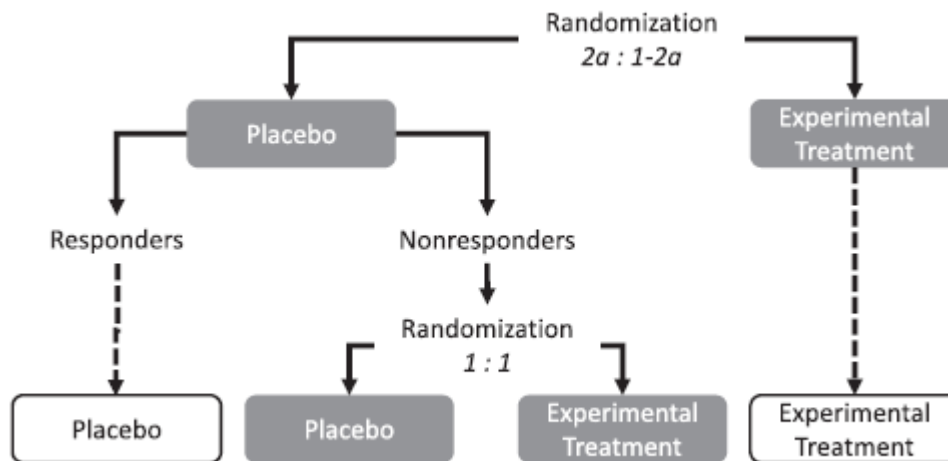 Randomization
2a : 1-2a
Placebo
Experimental
Treatment
Responders
Nonresponders
Randomization
1 : 1
Placebo
Placebo
Experimental
Treatment
Experimental
Treatment